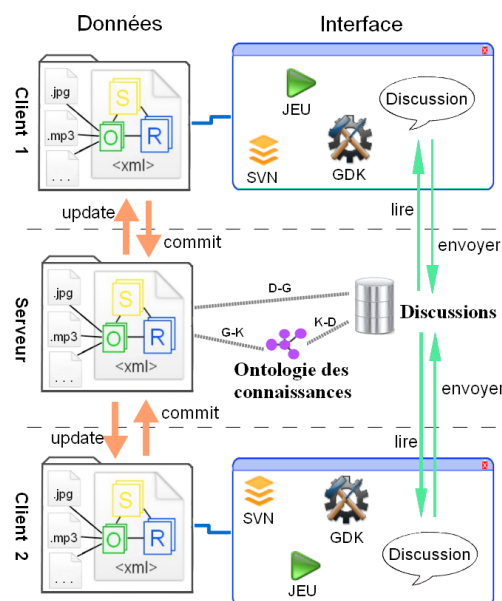 Données
Interface
Client 1
.jpg
.mp3
. . .
S
O
R
<xml>
JEU
SVN
GDK
Discussion
update
commit
lire
envoyer
Serveur
.jpg
.mp3
. . .
S
O
R
<xml>
D-G
G-K
K-D
Ontologie des
connaissances
Discussions
update
commit
lire
envoyer
Client 2
.jpg
.mp3
. . .
S
O
R
<xml>
SVN
GDK
JEU
Discussion